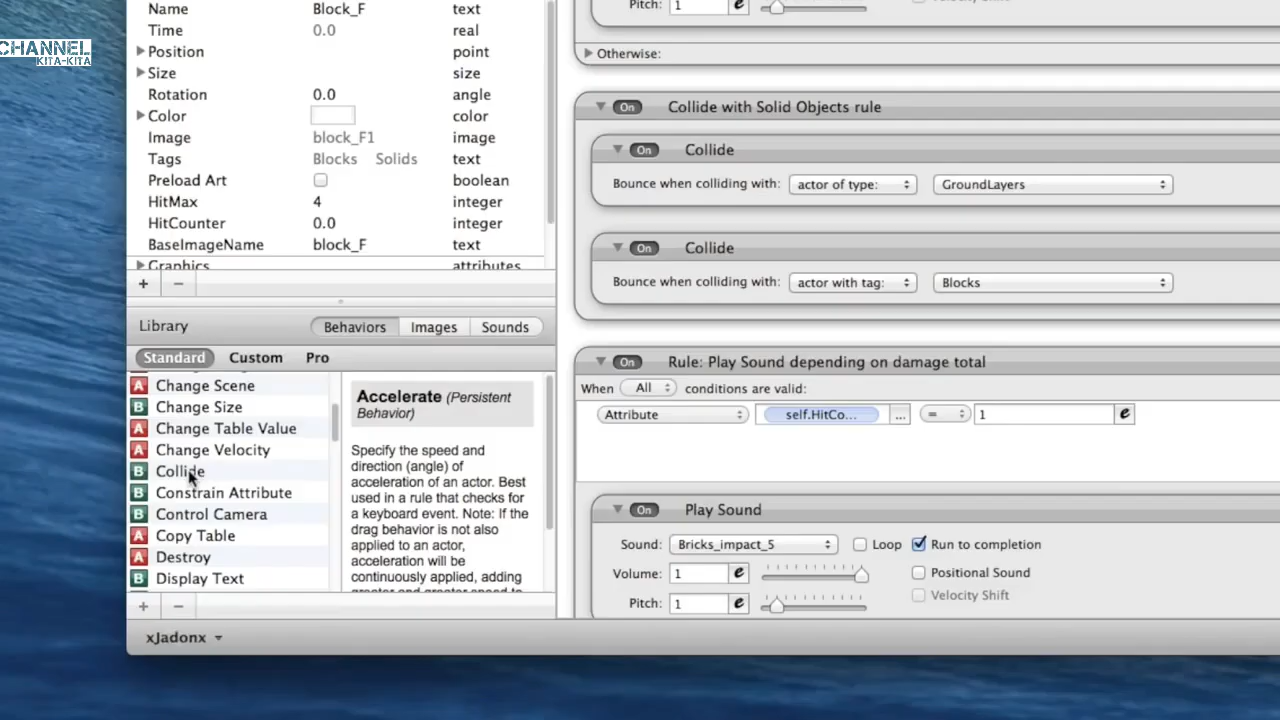 CHANNEL
KITA-KITA
Name Block_F text
Time 0.0 real
Position point
Size size
Rotation 0.0 angle
Color color
Image block_F1 image
Tags Blocks Solids text
Preload Art boolean
HitMax 4 integer
HitCounter 0.0 integer
BaseImageName block_F text
Graphics attributes
+ −
Library Behaviors Images Sounds
Standard Custom Pro
A Change Scene
B Change Size
A Change Table Value
A Change Velocity
B Collide
B Constrain Attribute
B Control Camera
A Copy Table
A Destroy
B Display Text
Accelerate (Persistent
Behavior)
Specify the speed and
direction (angle) of
acceleration of an actor. Best
used in a rule that checks for
a keyboard event. Note: If the
drag behavior is not also
applied to an actor,
acceleration will be
continuously applied, adding
greater and greater speed to
+ −
xJadonx
Pitch: 1 e Velocity Shift
Otherwise:
On Collide with Solid Objects rule
On Collide
Bounce when colliding with: actor of type: GroundLayers
On Collide
Bounce when colliding with: actor with tag: Blocks
On Rule: Play Sound depending on damage total
When All conditions are valid:
Attribute self.HitCo... ... = 1 e
On Play Sound
Sound: Bricks_impact_5 Loop Run to completion
Volume: 1 e Positional Sound
Pitch: 1 e Velocity Shift